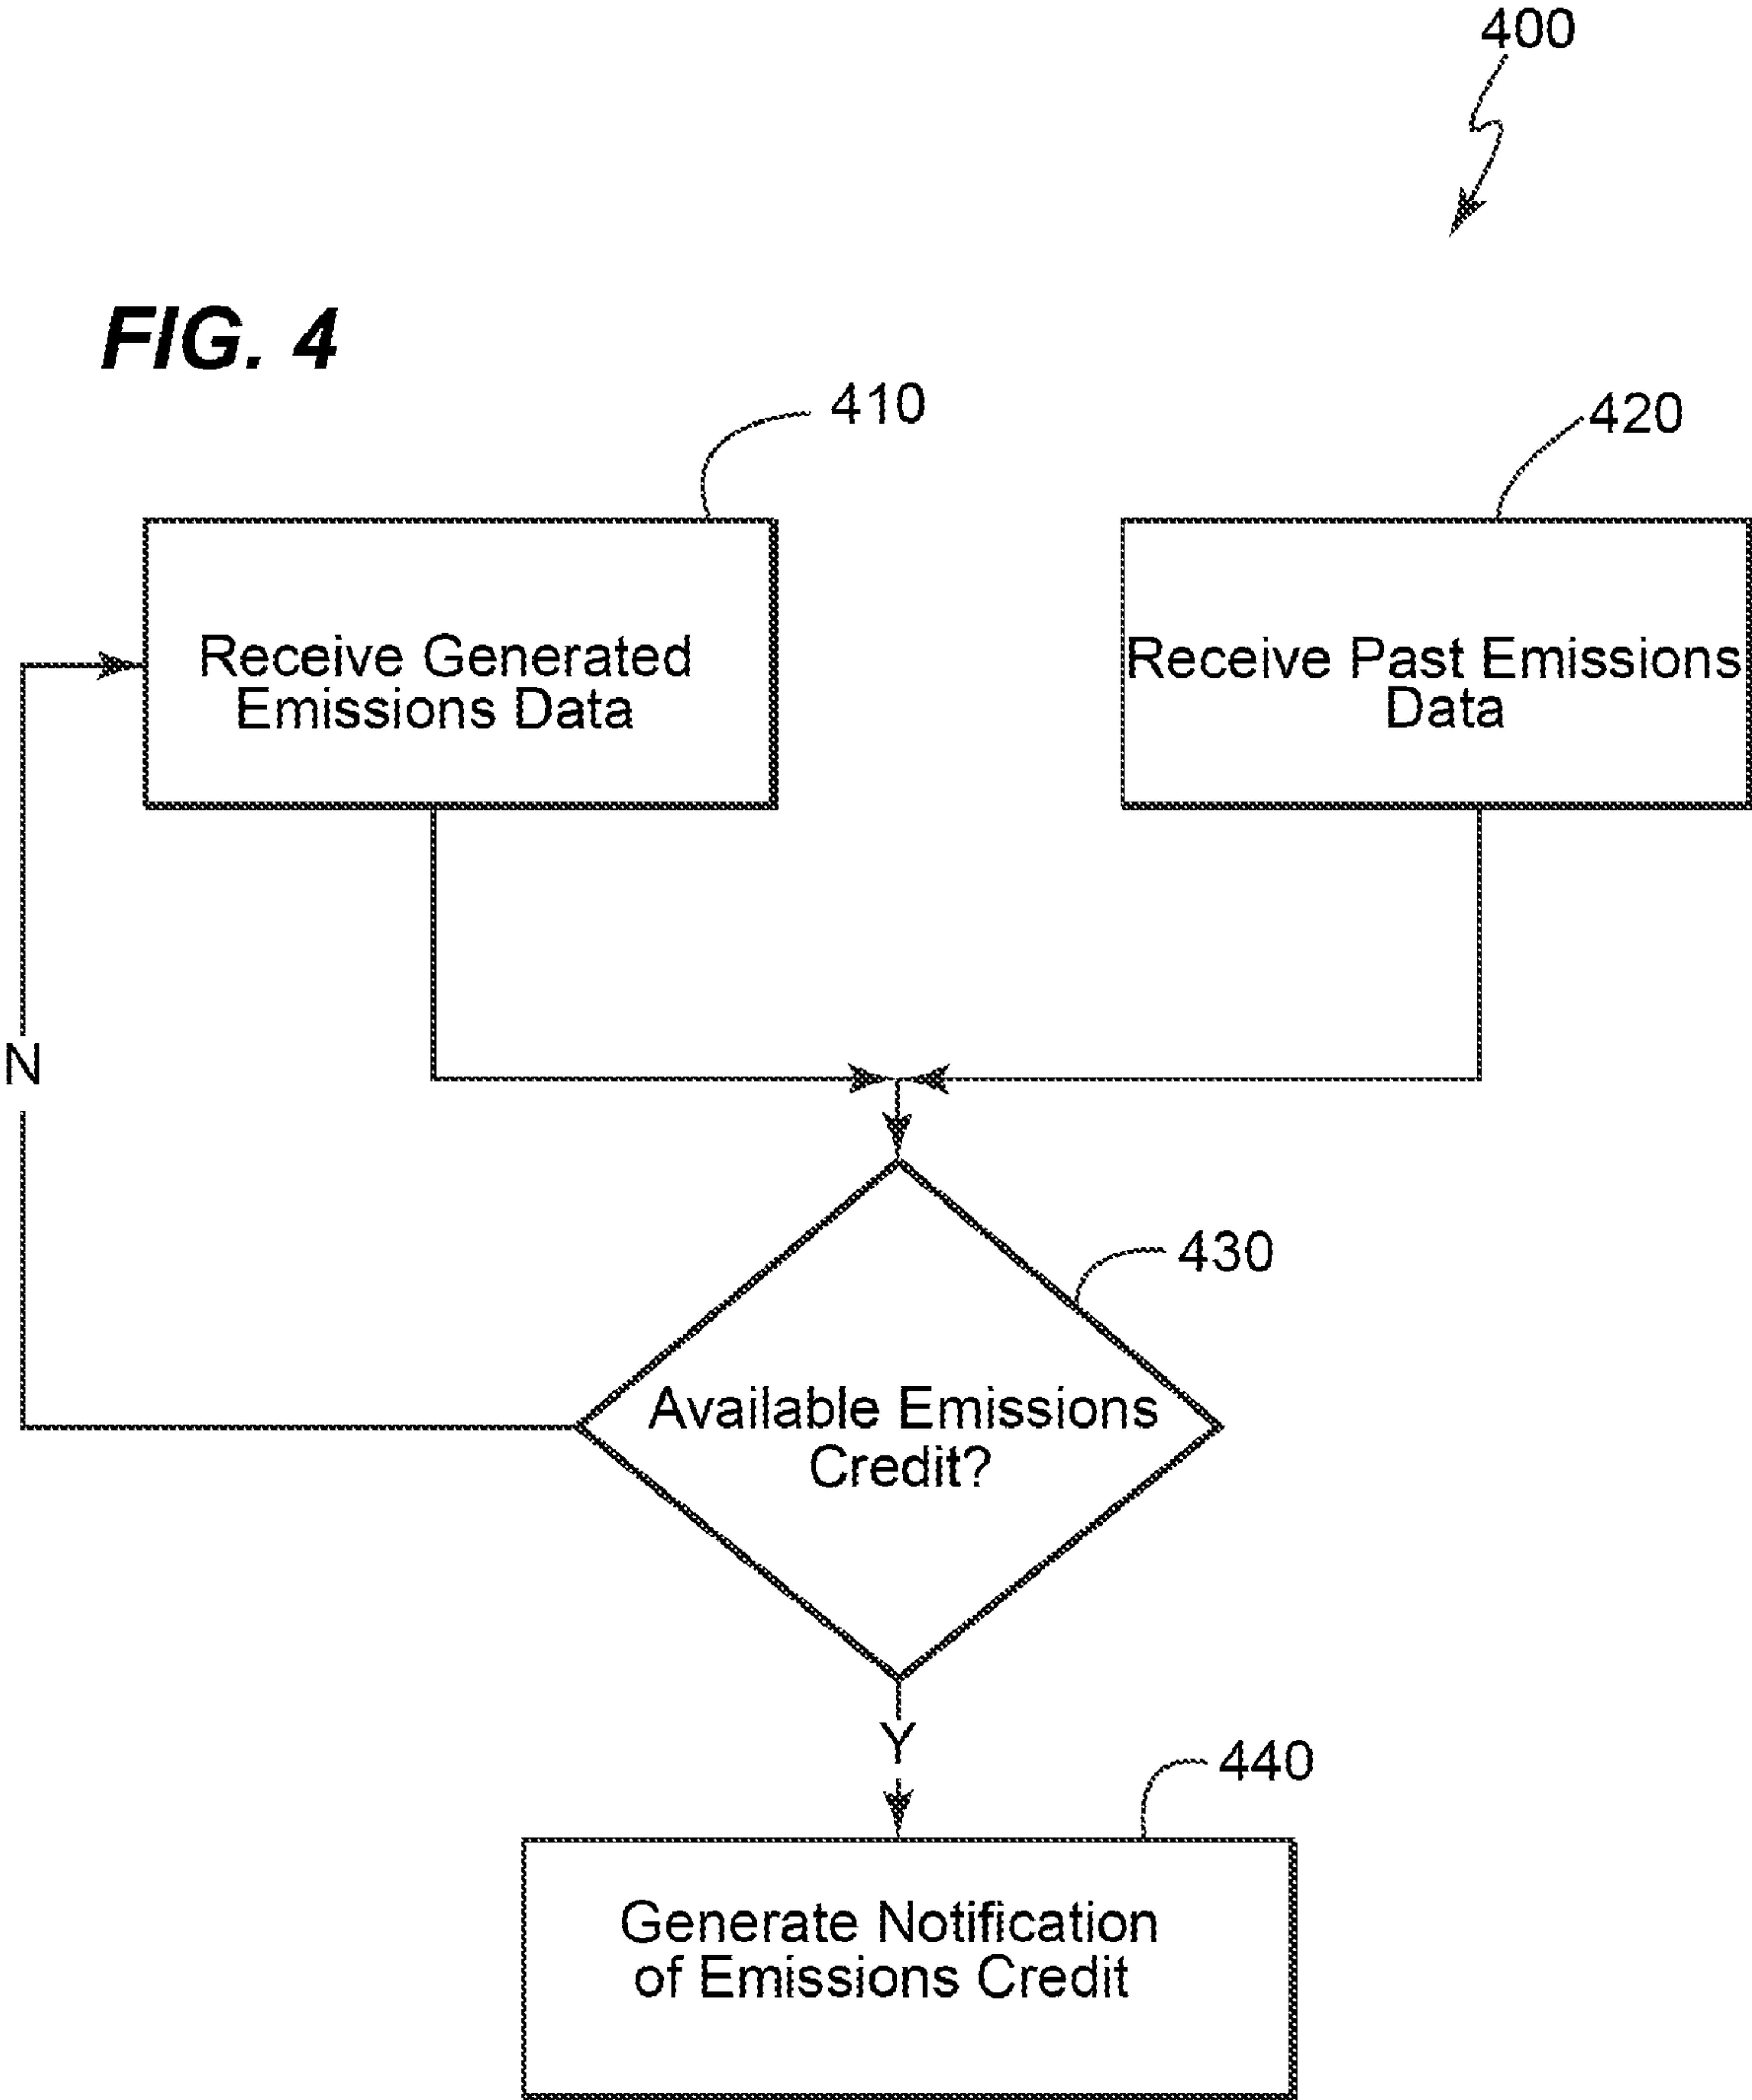 400
FIG. 4
410
420
Receive Generated
Emissions Data
Receive Past Emissions
Data
N
430
Available Emissions
Credit?
Y
440
Generate Notification
of Emissions Credit